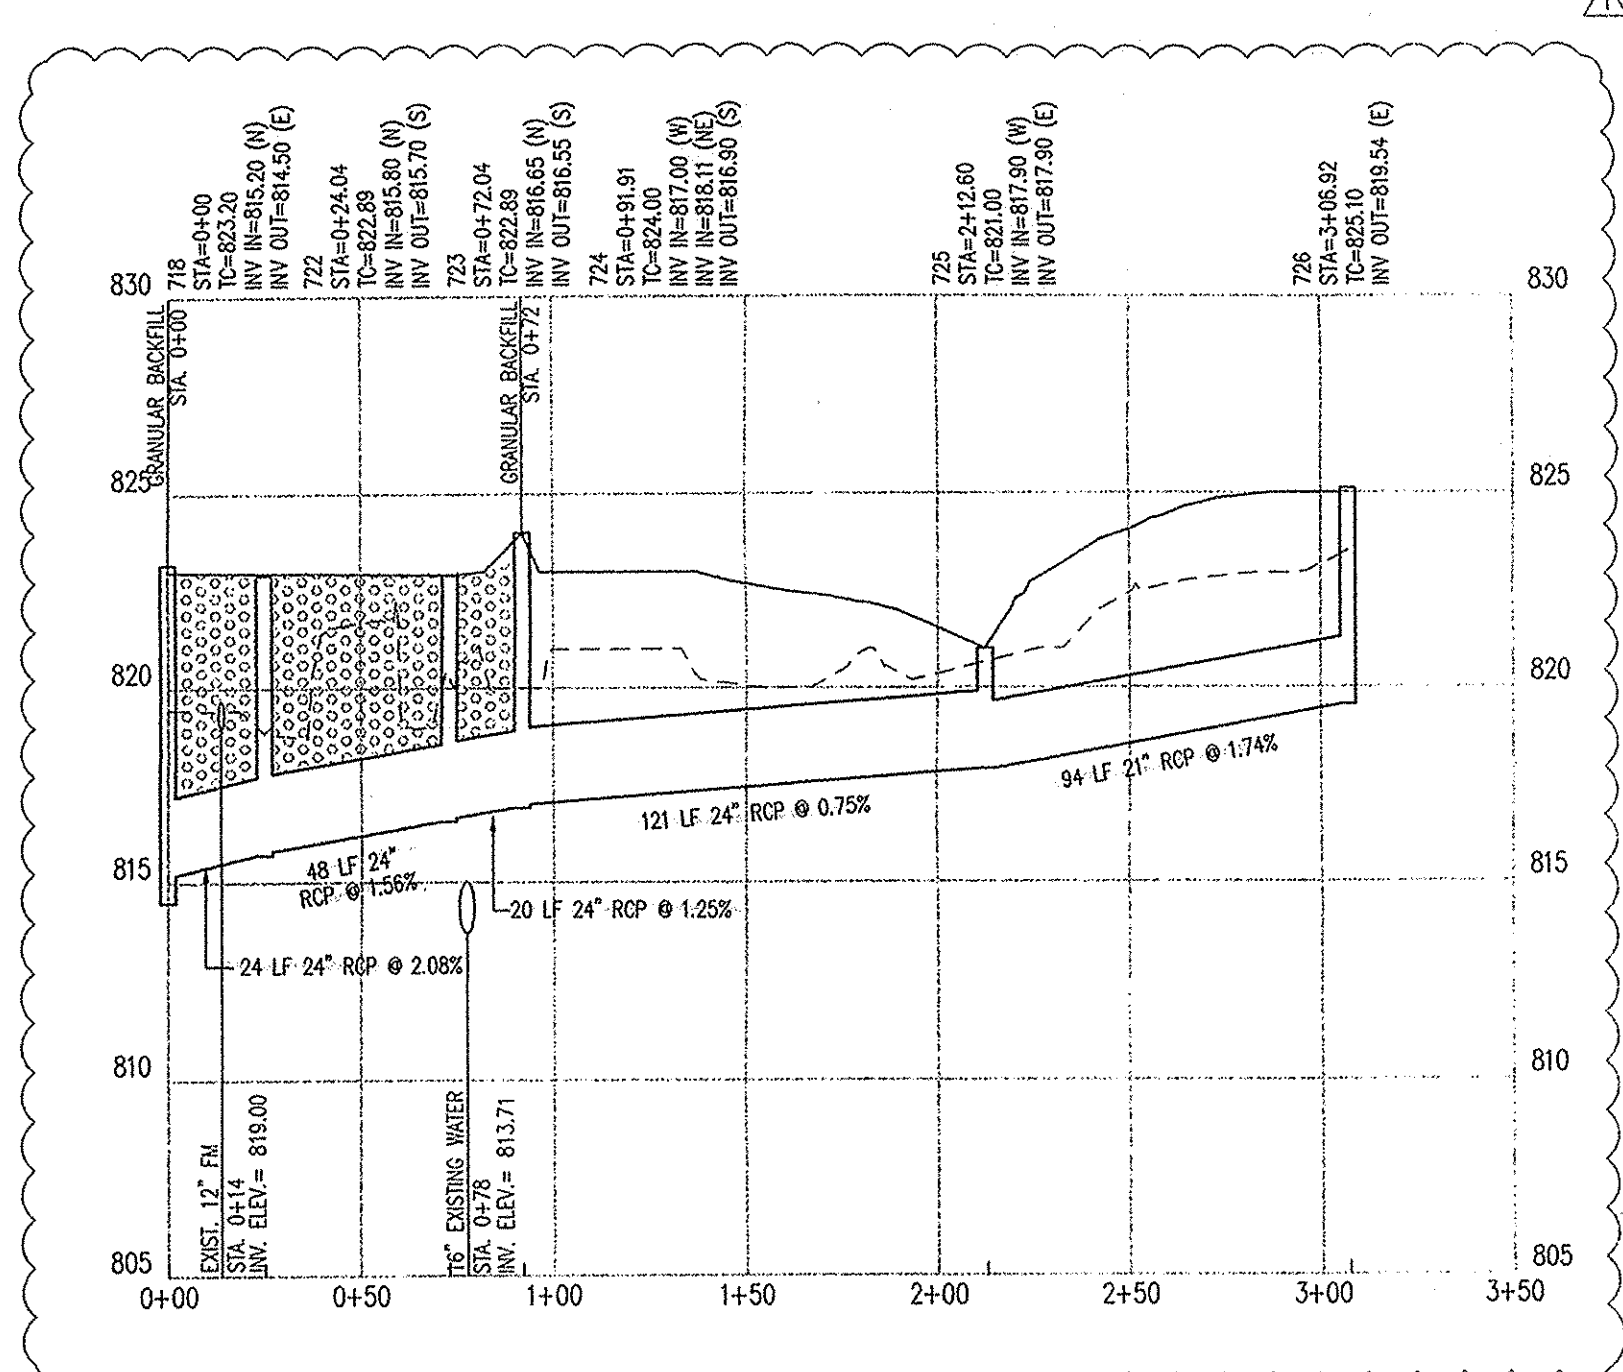 718
STA=0+00
TC=823.20
INV IN=815.20 (N)
INV OUT=814.50 (E)
722
STA=0+24.04
TC=822.89
INV IN=815.80 (N)
INV OUT=815.70 (S)
723
STA=0+72.04
TC=822.89
INV IN=816.65 (N)
INV OUT=816.55 (S)
724
STA=0+91.91
TC=824.00
INV IN=817.00 (W)
INV IN=818.11 (NE)
INV OUT=816.90 (S)
725
STA=2+12.60
TC=821.00
INV IN=817.90 (W)
INV OUT=817.90 (E)
726
STA=3+06.92
TC=825.10
INV OUT=819.54 (E)
830
830
GRANULAR BACKFILL
STA. 0+00
GRANULAR BACKFILL
STA. 0+72
825
825
820
820
94 LF 21" RCP @ 1.74%
121 LF 24" RCP @ 0.75%
815
815
48 LF 24"
RCP @ 1.56%
20 LF 24" RCP @ 1.25%
24 LF 24" RCP @ 2.08%
810
810
EXIST. 12" FM
STA. 0+14
INV. ELEV.= 819.00
16" EXISTING WATER
STA. 0+78
INV. ELEV.= 813.71
805
805
0+00
0+50
1+00
1+50
2+00
2+50
3+00
3+50